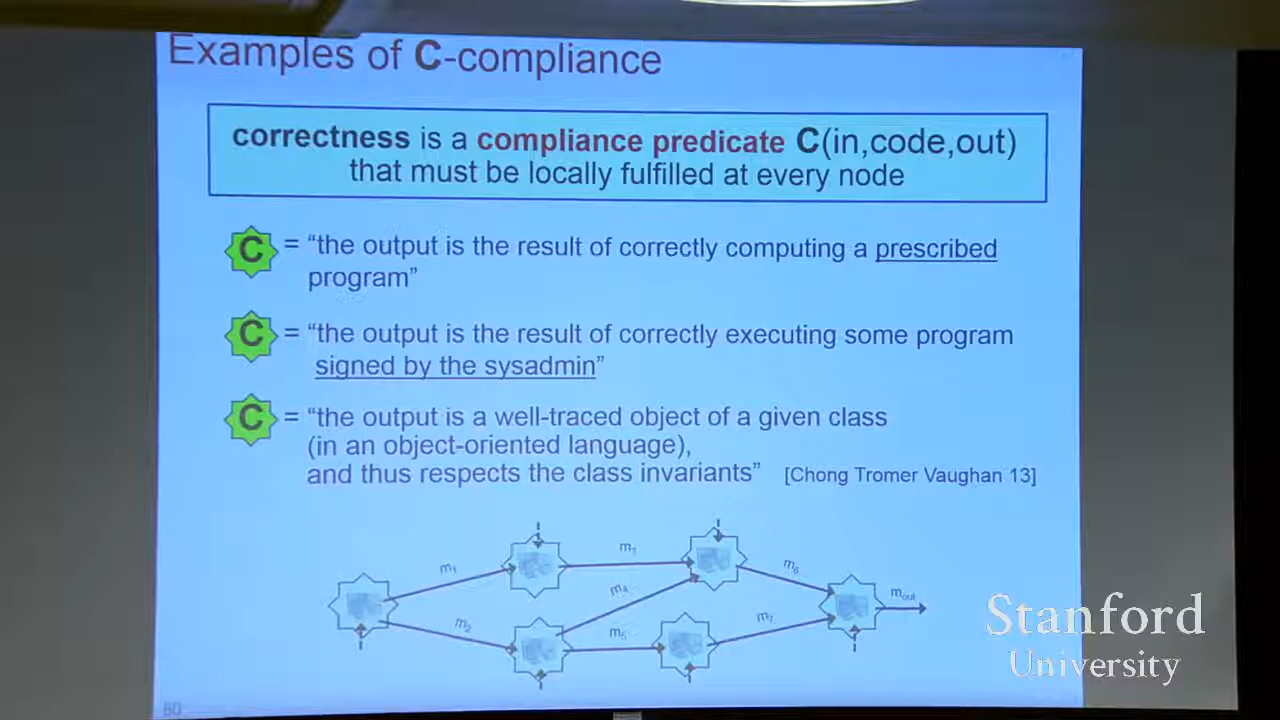 Examples of C-compliance
correctness is a compliance predicate C(in,code,out)
that must be locally fulfilled at every node
C = “the output is the result of correctly computing a prescribed
program”
C = “the output is the result of correctly executing some program
signed by the sysadmin”
C = “the output is a well-traced object of a given class
(in an object-oriented language),
and thus respects the class invariants” [Chong Tromer Vaughan 13]
m1
m2
m4
m6
m7
mout
Stanford
University